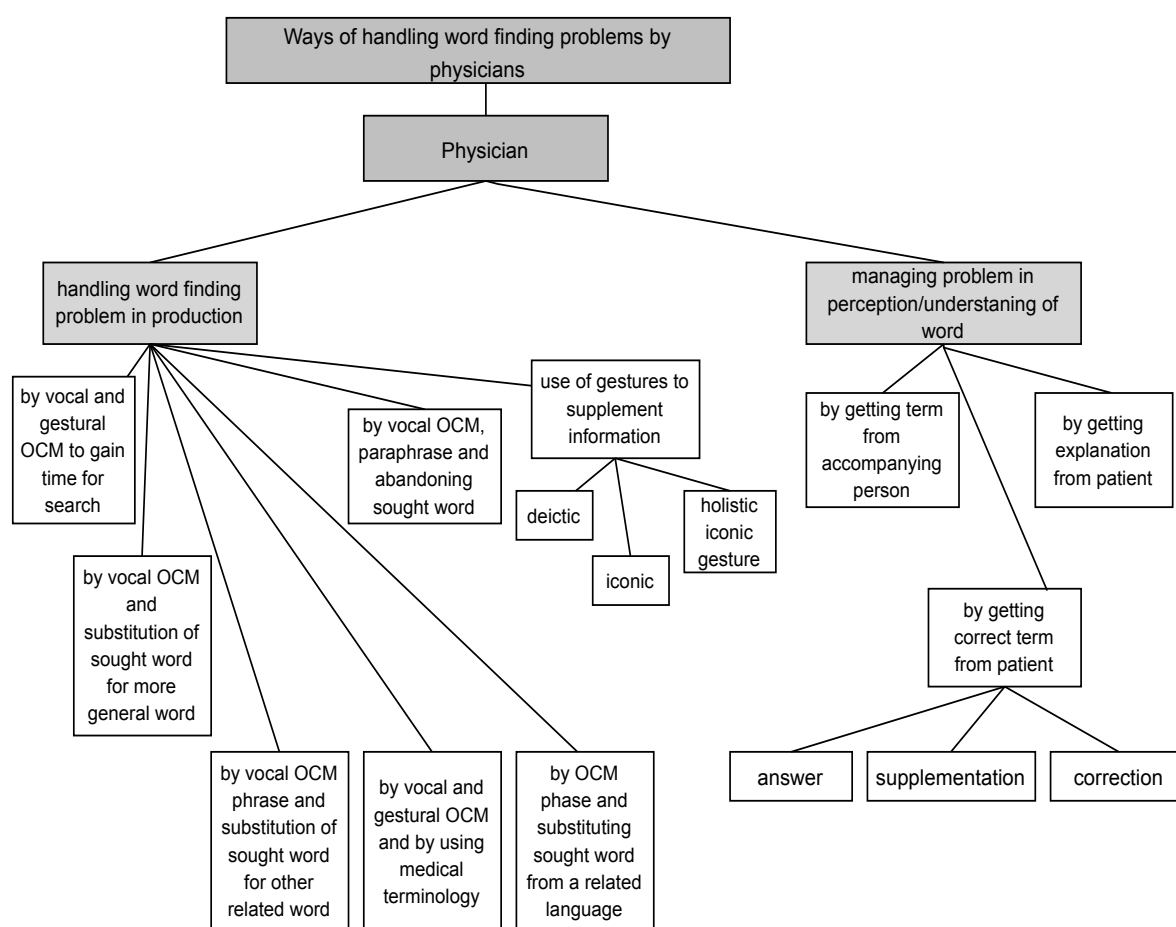 Ways of handling word finding problems by
physicians
Physician
handling word finding
problem in production
managing problem in
perception/understaning of
word
by vocal and
gestural
OCM to gain
time for
search
by vocal OCM,
paraphrase and
abandoning
sought word
use of gestures to
supplement
information
by getting term
from
accompanying
person
by getting
explanation
from patient
deictic
iconic
holistic
iconic
gesture
by vocal OCM
and
substitution of
sought word
for more
general word
by getting
correct term
from patient
by vocal OCM
phrase and
substitution of
sought word
for other
related word
by vocal and
gestural OCM
and by using
medical
terminology
by OCM
phase and
substituting
sought word
from a related
language
answer
supplementation
correction